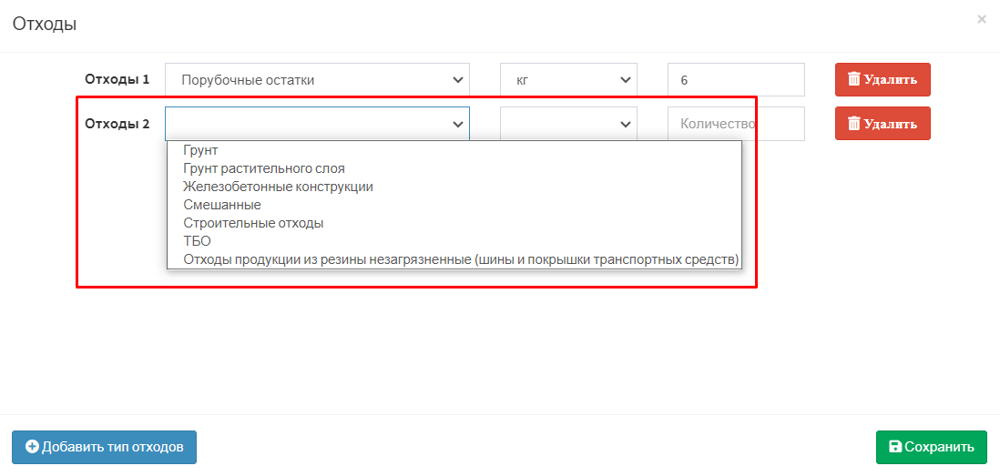 Отходы
×
Отходы 1 Порубочные остатки кг 6 Удалить
Отходы 2 Количество Удалить
Грунт
Грунт растительного слоя
Железобетонные конструкции
Смешанные
Строительные отходы
ТБО
Отходы продукции из резины незагрязненные (шины и покрышки транспортных средств)
Добавить тип отходов Сохранить